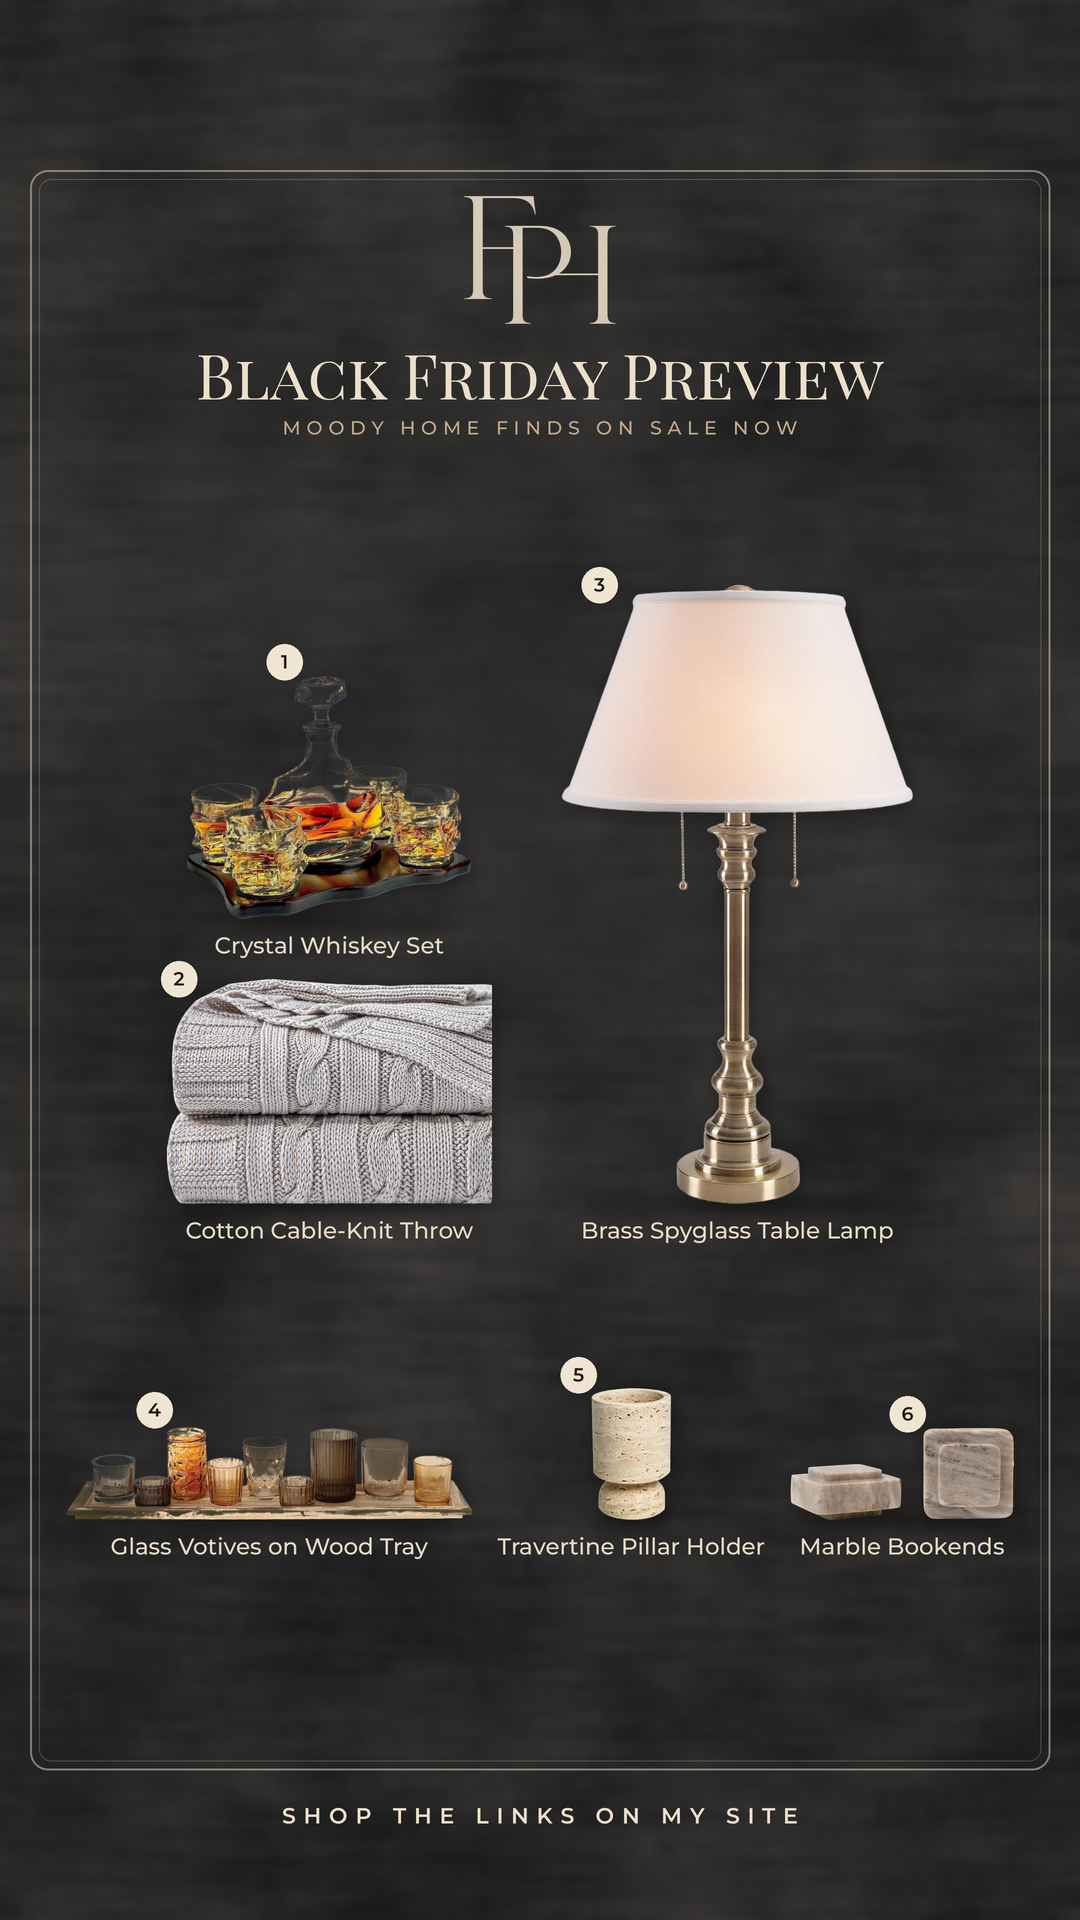 FPH
BLACK FRIDAY PREVIEW
MOODY HOME FINDS ON SALE NOW
1
Crystal Whiskey Set
2
Cotton Cable-Knit Throw
3
Brass Spyglass Table Lamp
4
Glass Votives on Wood Tray
5
Travertine Pillar Holder
6
Marble Bookends
SHOP THE LINKS ON MY SITE